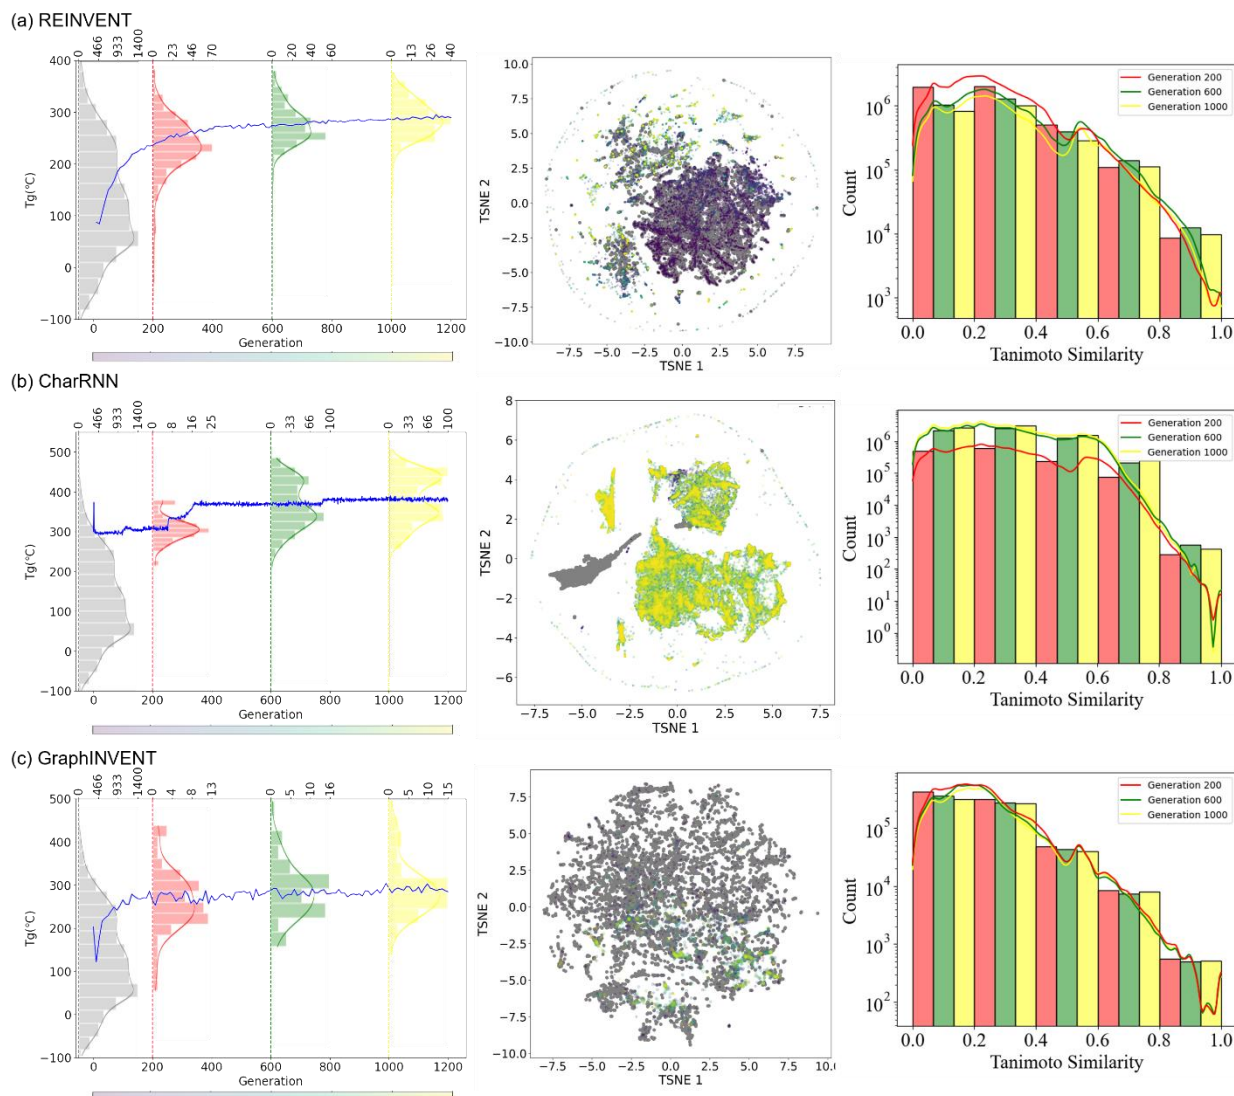 (a) REINVENT
0 466 933 1400 0 23 46 70 0 20 40 60 0 13 26 40
400
300
200
100
0
−100
Tg(℃)
0 200 400 600 800 1000 1200
Generation
10.0
7.5
5.0
2.5
0.0
−2.5
−5.0
−7.5
−10.0
TSNE 2
−7.5 −5.0 −2.5 0.0 2.5 5.0 7.5
TSNE 1
Generation 200
Generation 600
Generation 1000
10^6
10^5
10^4
10^3
Count
0.0 0.2 0.4 0.6 0.8 1.0
Tanimoto Similarity
(b) CharRNN
0 466 933 1400 0 8 16 25 0 33 66 100 0 33 66 100
500
400
300
200
100
0
−100
Tg(℃)
0 200 400 600 800 1000 1200
Generation
8
6
4
2
0
−2
−4
−6
TSNE 2
−7.5 −5.0 −2.5 0.0 2.5 5.0 7.5
TSNE 1
Generation 200
Generation 600
Generation 1000
10^6
10^5
10^4
10^3
10^2
10^1
10^0
Count
0.0 0.2 0.4 0.6 0.8 1.0
Tanimoto Similarity
(c) GraphINVENT
0 466 933 1400 0 4 8 13 0 5 10 16 0 5 10 15
500
400
300
200
100
0
−100
Tg(℃)
0 200 400 600 800 1000 1200
Generation
7.5
5.0
2.5
0.0
−2.5
−5.0
−7.5
−10.0
TSNE 2
−7.5 −5.0 −2.5 0.0 2.5 5.0 7.5 10.0
TSNE 1
Generation 200
Generation 600
Generation 1000
10^5
10^4
10^3
10^2
Count
0.0 0.2 0.4 0.6 0.8 1.0
Tanimoto Similarity